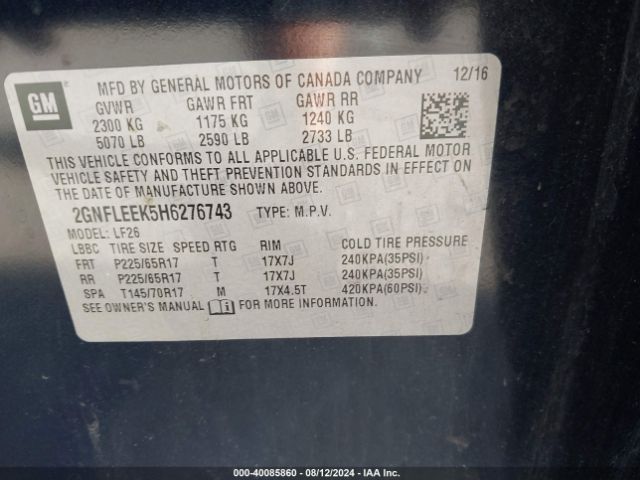 GM
MFD BY GENERAL MOTORS OF CANADA COMPANY 12/16
GVWR GAWR FRT GAWR RR
2300 KG 1175 KG 1240 KG
5070 LB 2590 LB 2733 LB
THIS VEHICLE CONFORMS TO ALL APPLICABLE U.S. FEDERAL MOTOR
VEHICLE SAFETY AND THEFT PREVENTION STANDARDS IN EFFECT ON
THE DATE OF MANUFACTURE SHOWN ABOVE.
2GNFLEEK5H6276743 TYPE: M.P.V.
MODEL: LF26
LBBC TIRE SIZE SPEED RTG RIM COLD TIRE PRESSURE
FRT P225/65R17 T 17X7J 240KPA(35PSI)
RR P225/65R17 T 17X7J 240KPA(35PSI)
SPA T145/70R17 M 17X4.5T 420KPA(60PSI)
SEE OWNER'S MANUAL FOR MORE INFORMATION.
000-40085860 - 08/12/2024 - IAA Inc.